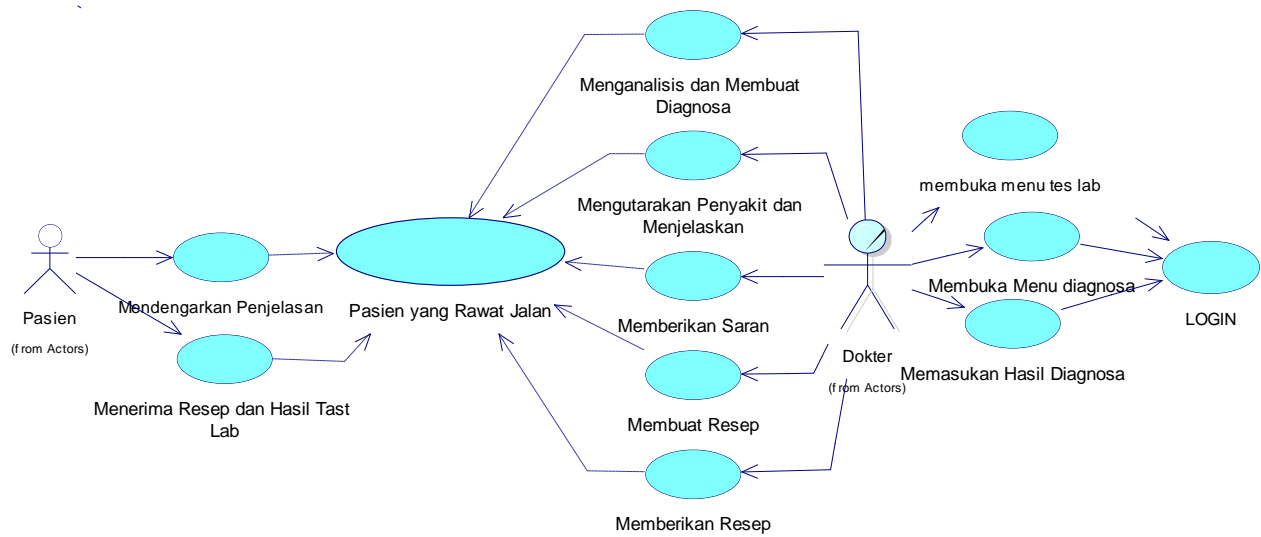 Menganalisis dan Membuat
Diagnosa
membuka menu tes lab
Mengutarakan Penyakit dan
Menjelaskan
Membuka Menu diagnosa
Mendengarkan Penjelasan
Pasien yang Rawat Jalan
Pasien
(from Actors)
LOGIN
Memberikan Saran
Dokter
(from Actors)
Memasukan Hasil Diagnosa
Menerima Resep dan Hasil Tast
Lab
Membuat Resep
Memberikan Resep